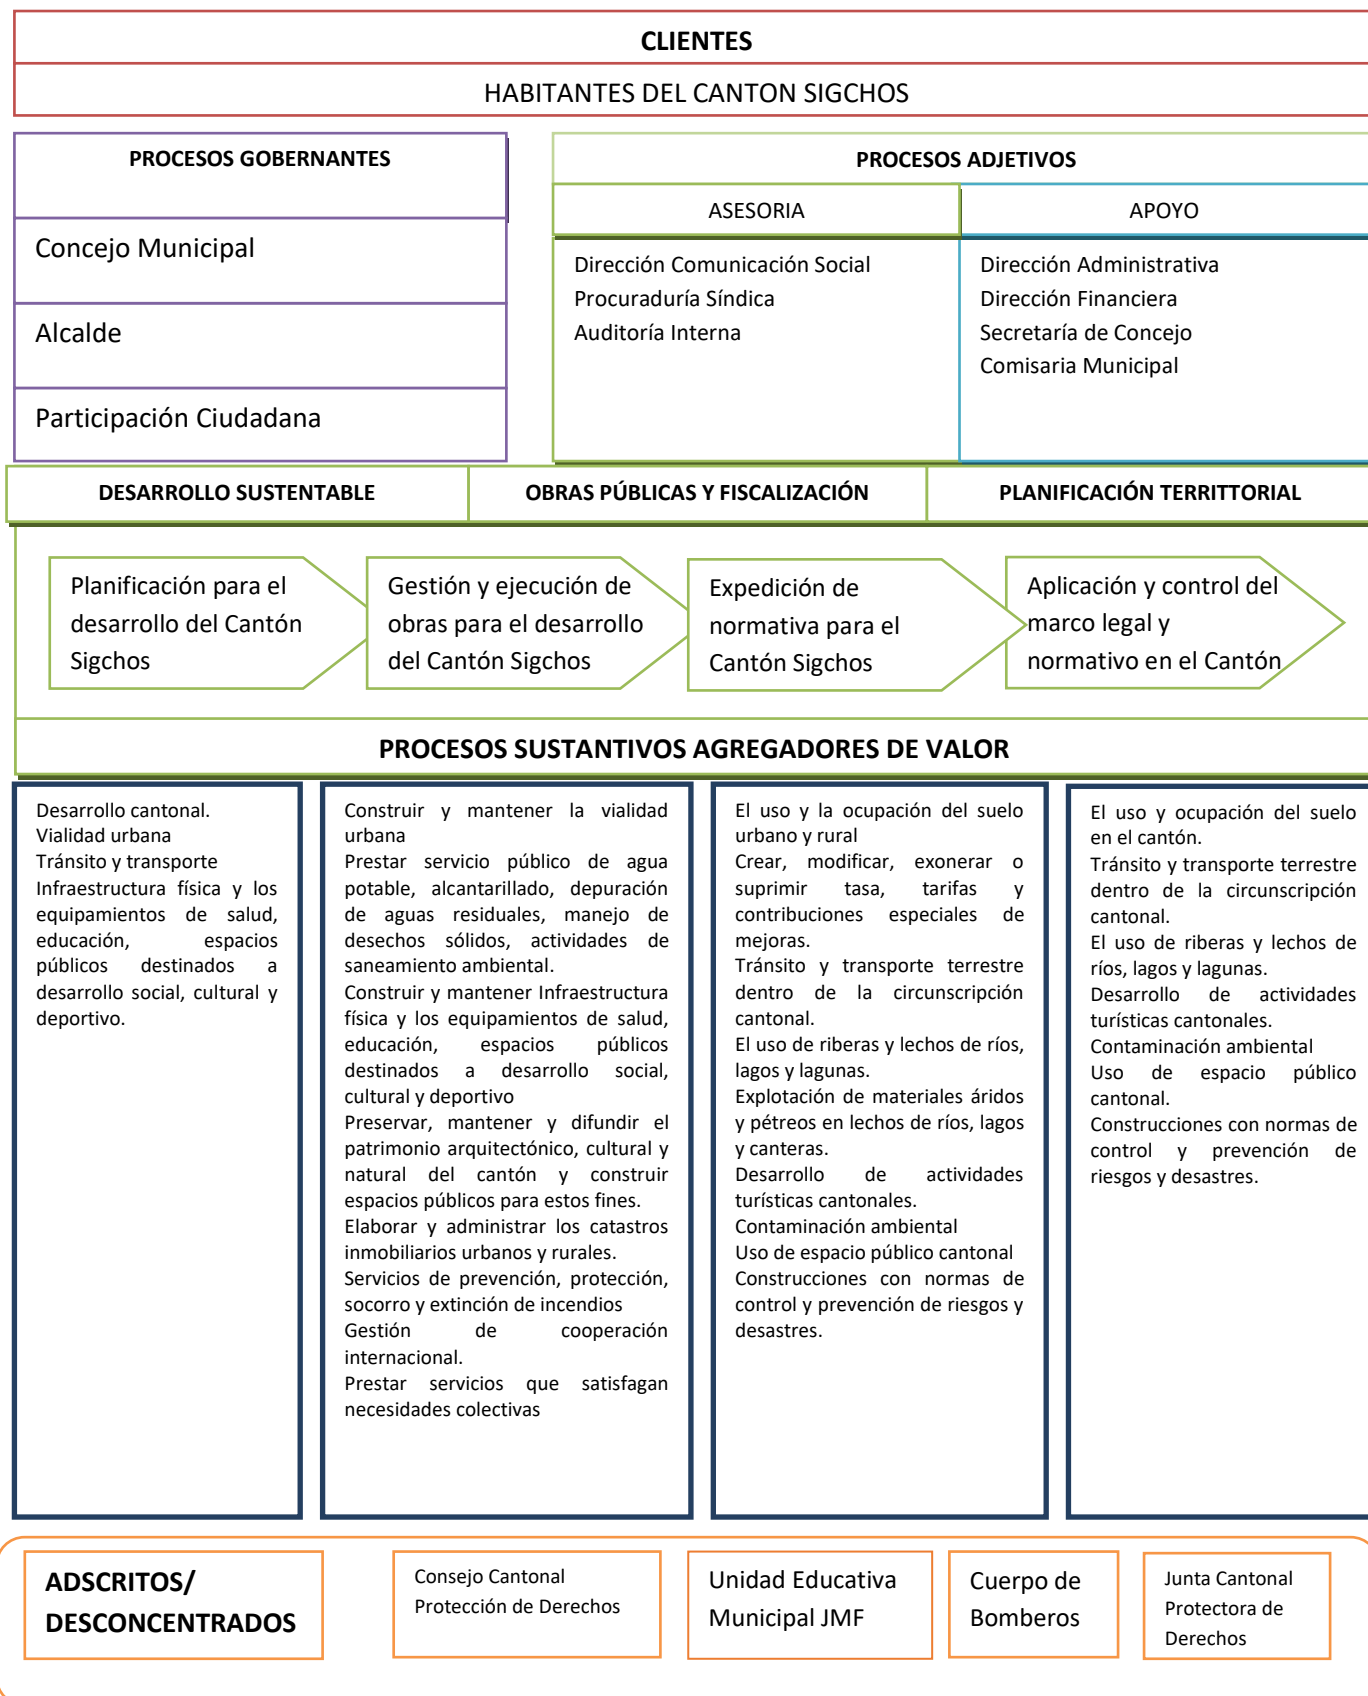 CLIENTES
HABITANTES DEL CANTON SIGCHOS
PROCESOS GOBERNANTES
Concejo Municipal
Alcalde
Participación Ciudadana
PROCESOS ADJETIVOS
ASESORIA
Dirección Comunicación Social
Procuraduría Síndica
Auditoría Interna
APOYO
Dirección Administrativa
Dirección Financiera
Secretaría de Concejo
Comisaria Municipal
DESARROLLO SUSTENTABLE
OBRAS PÚBLICAS Y FISCALIZACIÓN
PLANIFICACIÓN TERRITTORIAL
Planificación para el
desarrollo del Cantón
Sigchos
Gestión y ejecución de
obras para el desarrollo
del Cantón Sigchos
Expedición de
normativa para el
Cantón Sigchos
Aplicación y control del
marco legal y
normativo en el Cantón
PROCESOS SUSTANTIVOS AGREGADORES DE VALOR
Desarrollo cantonal.
Vialidad urbana
Tránsito y transporte
Infraestructura física y los
equipamientos de salud,
educación, espacios
públicos destinados a
desarrollo social, cultural y
deportivo.
Construir y mantener la vialidad
urbana
Prestar servicio público de agua
potable, alcantarillado, depuración
de aguas residuales, manejo de
desechos sólidos, actividades de
saneamiento ambiental.
Construir y mantener Infraestructura
física y los equipamientos de salud,
educación, espacios públicos
destinados a desarrollo social,
cultural y deportivo
Preservar, mantener y difundir el
patrimonio arquitectónico, cultural y
natural del cantón y construir
espacios públicos para estos fines.
Elaborar y administrar los catastros
inmobiliarios urbanos y rurales.
Servicios de prevención, protección,
socorro y extinción de incendios
Gestión de cooperación
internacional.
Prestar servicios que satisfagan
necesidades colectivas
El uso y la ocupación del suelo
urbano y rural
Crear, modificar, exonerar o
suprimir tasa, tarifas y
contribuciones especiales de
mejoras.
Tránsito y transporte terrestre
dentro de la circunscripción
cantonal.
El uso de riberas y lechos de ríos,
lagos y lagunas.
Explotación de materiales áridos
y pétreos en lechos de ríos, lagos
y canteras.
Desarrollo de actividades
turísticas cantonales.
Contaminación ambiental
Uso de espacio público cantonal
Construcciones con normas de
control y prevención de riesgos y
desastres.
El uso y ocupación del suelo
en el cantón.
Tránsito y transporte terrestre
dentro de la circunscripción
cantonal.
El uso de riberas y lechos de
ríos, lagos y lagunas.
Desarrollo de actividades
turísticas cantonales.
Contaminación ambiental
Uso de espacio público
cantonal.
Construcciones con normas de
control y prevención de
riesgos y desastres.
ADSCRITOS/
DESCONCENTRADOS
Consejo Cantonal
Protección de Derechos
Unidad Educativa
Municipal JMF
Cuerpo de
Bomberos
Junta Cantonal
Protectora de
Derechos